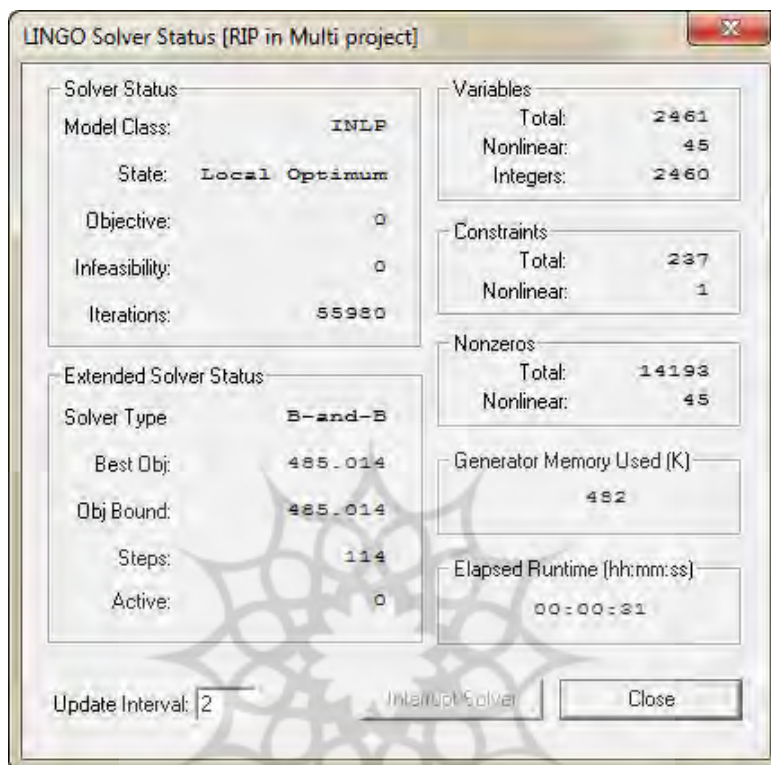 LINGO Solver Status [RIP in Multi project]
Solver Status
Model Class: INLP
State: Local Optimum
Objective: 0
Infeasibility: 0
Iterations: 55980
Extended Solver Status
Solver Type B-and-B
Best Obj: 485.014
Obj Bound: 485.014
Steps: 114
Active: 0
Update Interval: 2
Variables
Total: 2461
Nonlinear: 45
Integers: 2460
Constraints
Total: 237
Nonlinear: 1
Nonzeros
Total: 14193
Nonlinear: 45
Generator Memory Used (K)
482
Elapsed Runtime (hh:mm:ss)
00:00:31
Interrupt Solver
Close